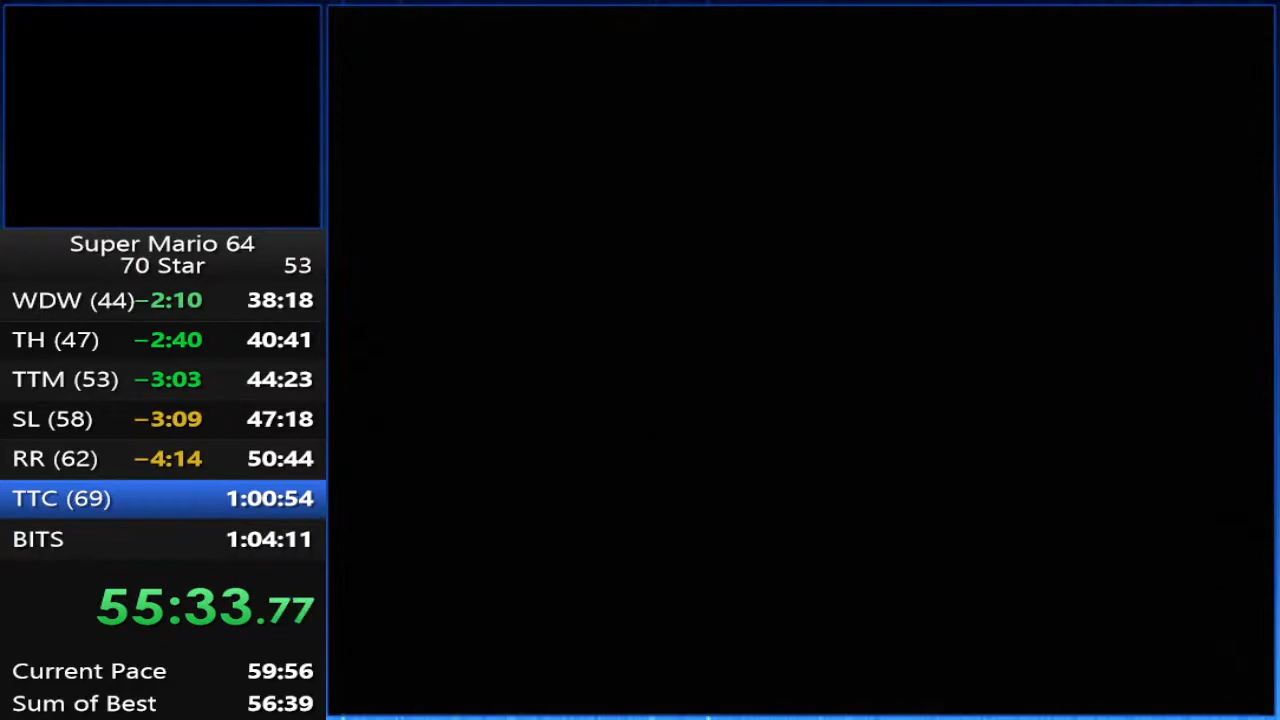 Super Mario 64
70 Star 53
WDW (44) −2:10 38:18
TH (47) −2:40 40:41
TTM (53) −3:03 44:23
SL (58) −3:09 47:18
RR (62) −4:14 50:44
TTC (69) 1:00:54
BITS 1:04:11
55:33.77
Current Pace 59:56
Sum of Best 56:39